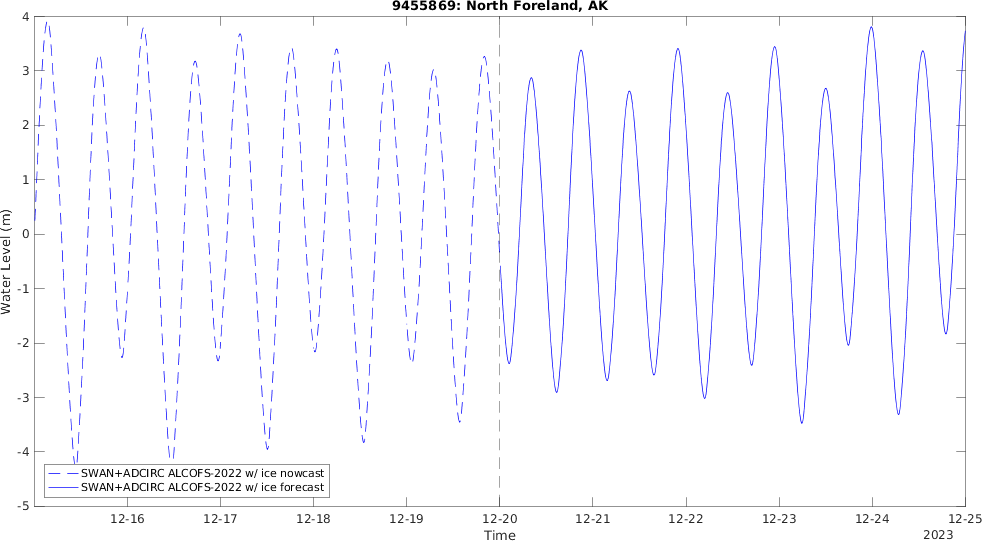 9455869: North Foreland, AK
4
3
2
1
0
-1
-2
-3
-4
-5
Water Level (m)
SWAN+ADCIRC ALCOFS-2022 w/ ice nowcast
SWAN+ADCIRC ALCOFS-2022 w/ ice forecast
12-16 12-17 12-18 12-19 12-20 12-21 12-22 12-23 12-24 12-25
Time
2023